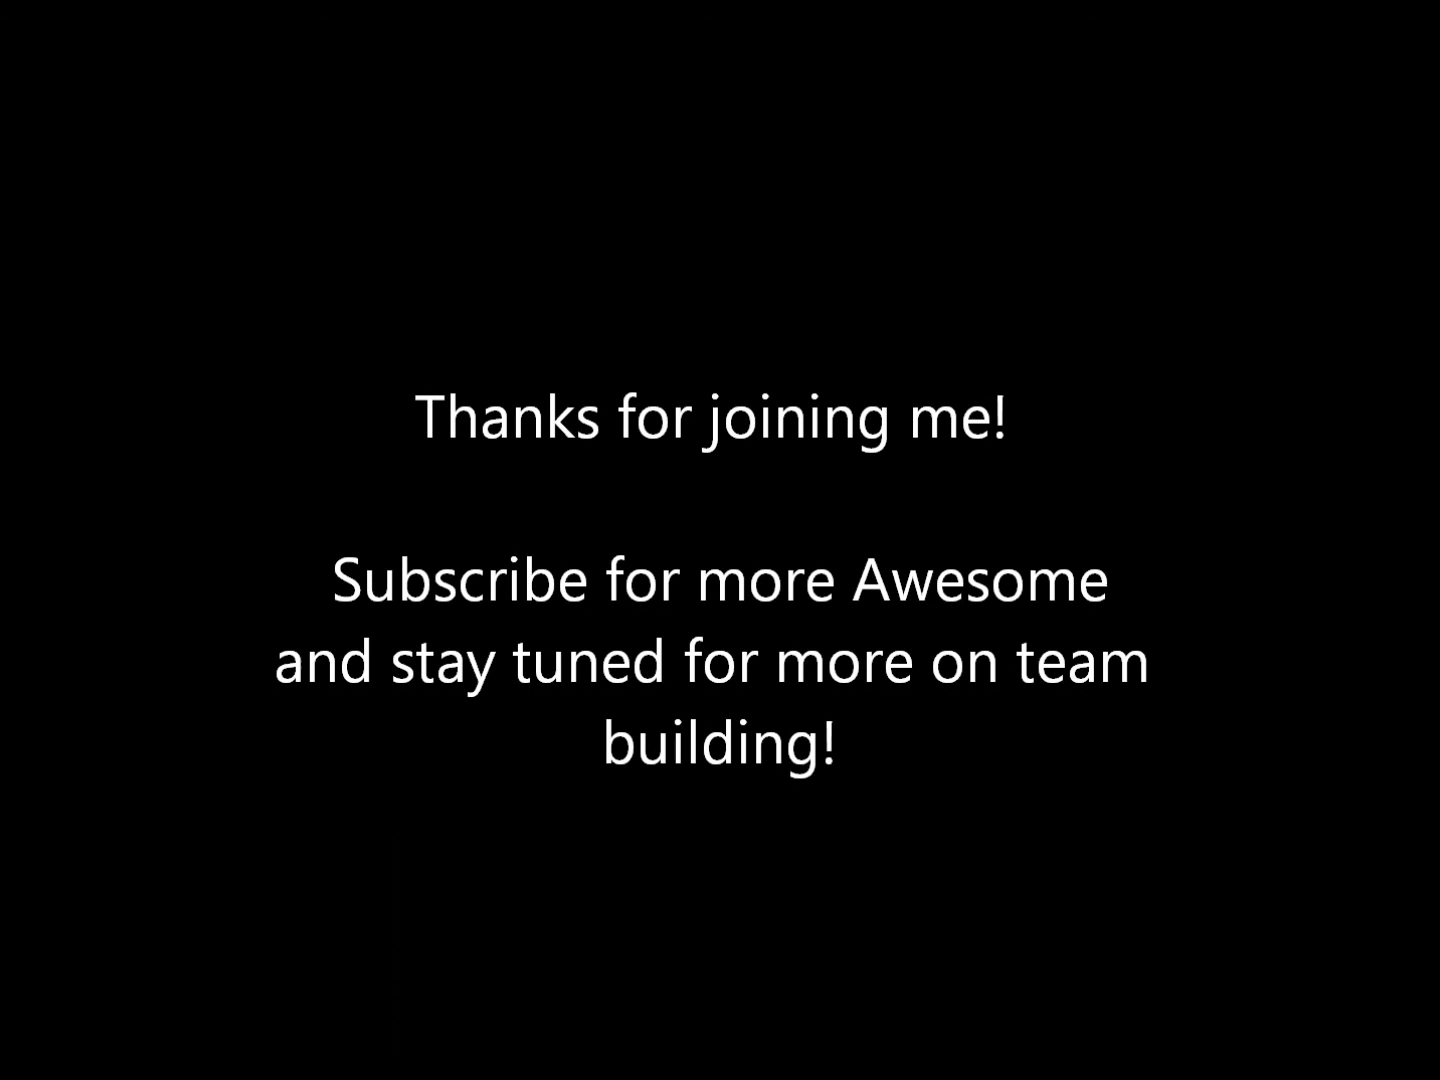 Thanks for joining me!
Subscribe for more Awesome
and stay tuned for more on team
building!